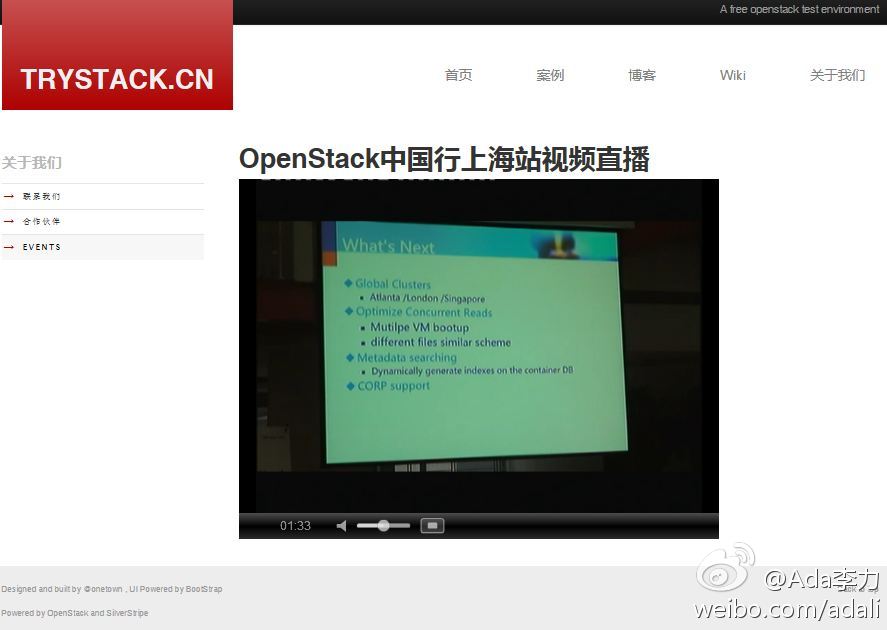 A free openstack test environment
TRYSTACK.CN
首页 案例 博客 Wiki 关于我们
关于我们
→ 联系我们
→ 合作伙伴
→ EVENTS
OpenStack中国行上海站视频直播
What's Next
Global Clusters
Atlanta /London /Singapore
Optimize Concurrent Reads
Mutilpe VM bootup
different files similar scheme
Metadata searching
Dynamically generate indexes on the container DB
CORP support
01:33
Designed and built by @onetown , UI Powered by BootStrap
Powered by OpenStack and SilverStripe
@Ada李力
weibo.com/adali